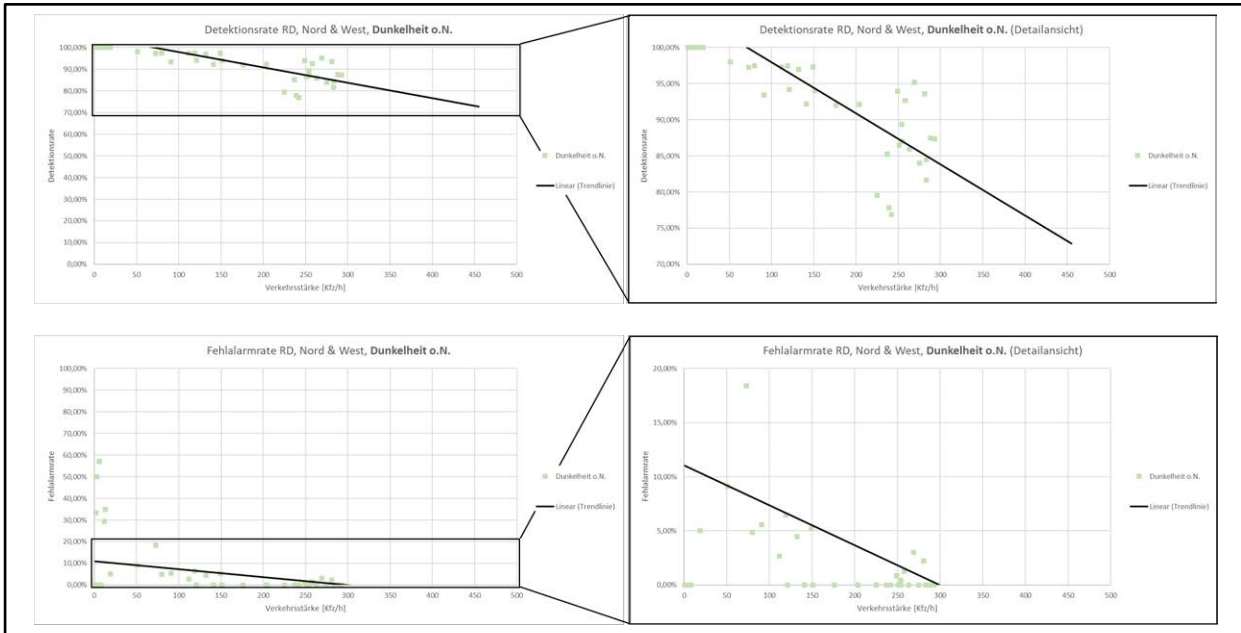 Detektionsrate RD, Nord & West, Dunkelheit o.N.
100,00%
90,00%
80,00%
70,00%
60,00%
50,00%
40,00%
30,00%
20,00%
10,00%
0,00%
Detektionsrate
0 50 100 150 200 250 300 350 400 450 500
Verkehrsstärke [Kfz/h]
Dunkelheit o.N.
Linear (Trendlinie)
Detektionsrate RD, Nord & West, Dunkelheit o.N. (Detailansicht)
100,00%
95,00%
90,00%
85,00%
80,00%
75,00%
70,00%
Detektionsrate
0 50 100 150 200 250 300 350 400 450 500
Verkehrsstärke [Kfz/h]
Dunkelheit o.N.
Linear (Trendlinie)
Fehlalarmrate RD, Nord & West, Dunkelheit o.N.
100,00%
90,00%
80,00%
70,00%
60,00%
50,00%
40,00%
30,00%
20,00%
10,00%
0,00%
Fehlalarmrate
0 50 100 150 200 250 300 350 400 450 500
Verkehrsstärke [Kfz/h]
Dunkelheit o.N.
Linear (Trendlinie)
Fehlalarmrate RD, Nord & West, Dunkelheit o.N. (Detailansicht)
20,00%
15,00%
10,00%
5,00%
0,00%
Fehlalarmrate
0 50 100 150 200 250 300 350 400 450 500
Verkehrsstärke [Kfz/h]
Dunkelheit o.N.
Linear (Trendlinie)